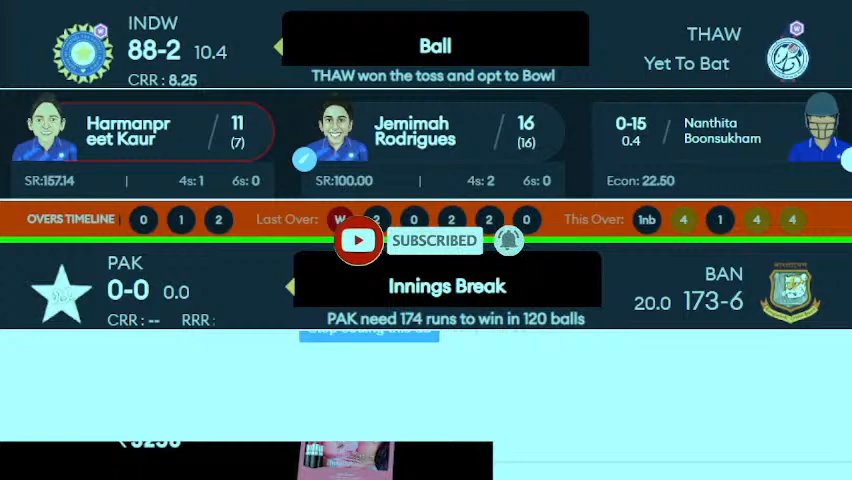 INDW
88-2 10.4
CRR : 8.25
Ball
THAW won the toss and opt to Bowl
THAW
Yet To Bat
Harmanpr
eet Kaur
11
(7)
Jemimah
Rodrigues
16
(16)
0-15
0.4
Nanthita
Boonsukham
SR:157.14 | 4s: 1 6s: 0
SR:100.00 | 4s: 2 6s: 0
Econ: 22.50
OVERS TIMELINE 0 1 2 Last Over: W 2 0 2 2 0 This Over: 1nb 4 1 4 4
SUBSCRIBED
PAK
0-0 0.0
CRR : -- RRR:
Innings Break
PAK need 174 runs to win in 120 balls
BAN
20.0 173-6